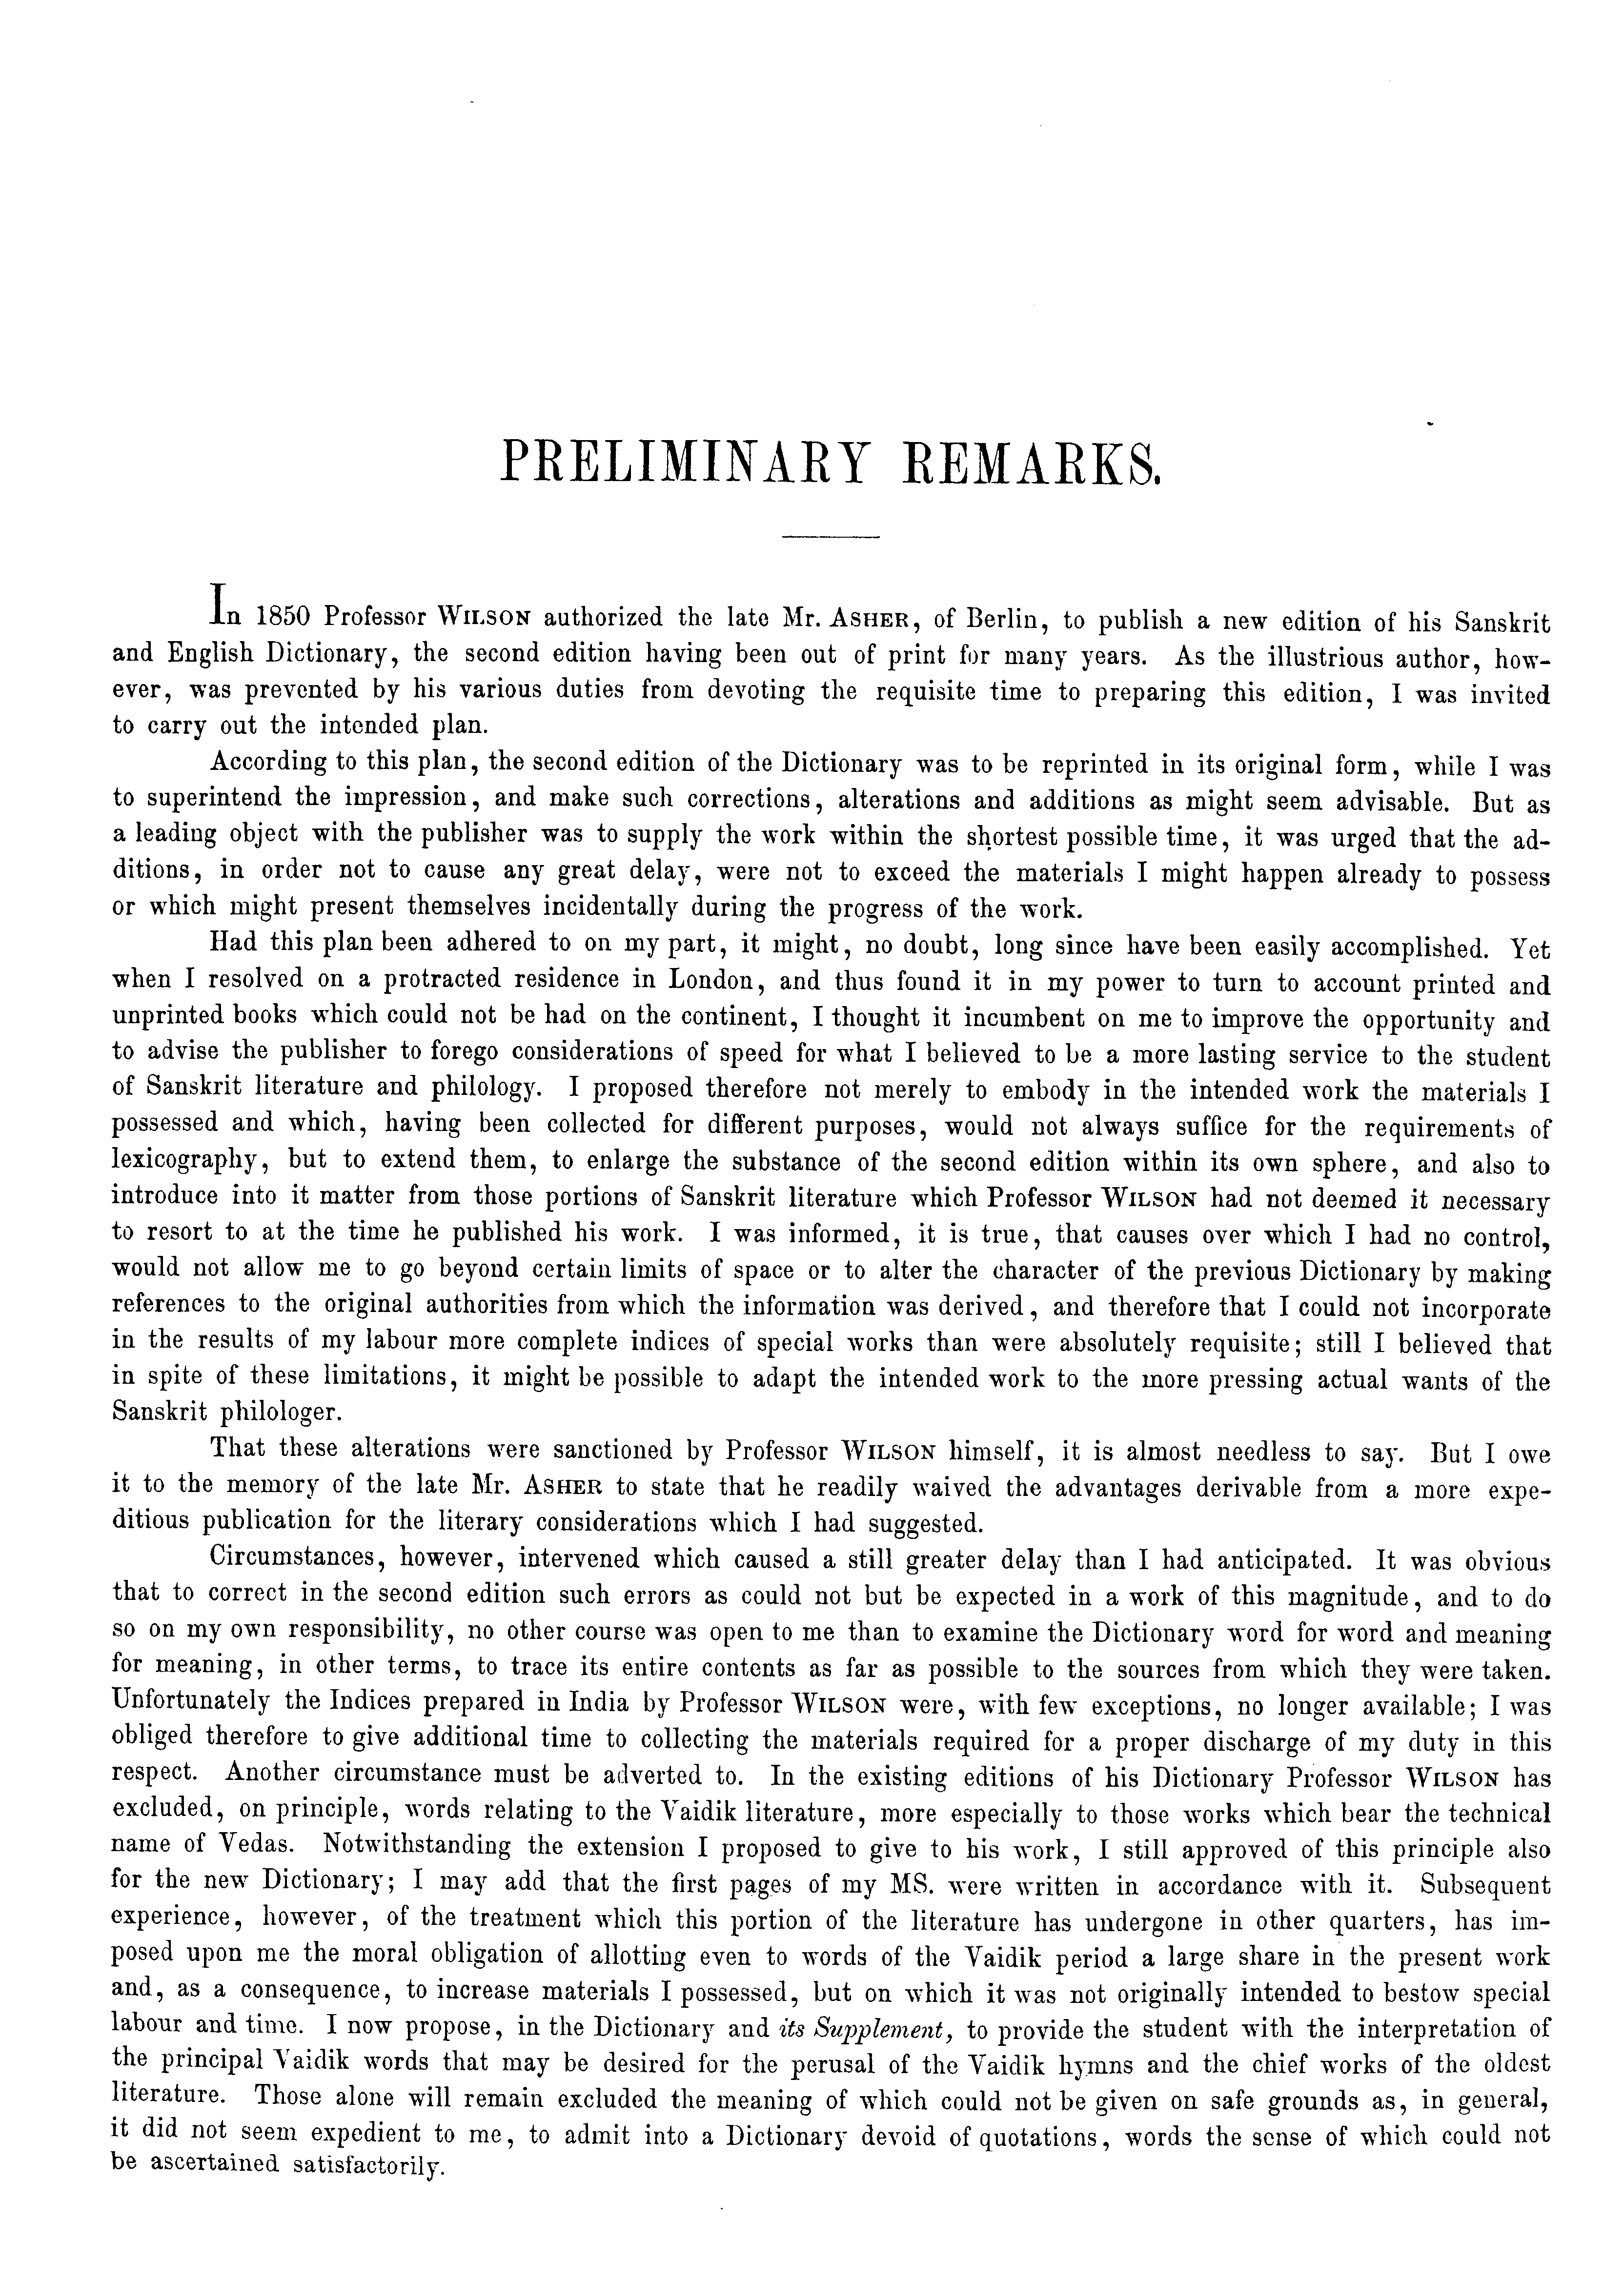 PRELIMINARY REMARKS.
In 1850 Professor WILSON authorized the late Mr. ASHER, of Berlin, to publish a new edition of his Sanskrit
and English Dictionary, the second edition having been out of print for many years. As the illustrious author, how-
ever, was prevented by his various duties from devoting the requisite time to preparing this edition, I was invited
to carry out the intended plan.
According to this plan, the second edition of the Dictionary was to be reprinted in its original form, while I was
to superintend the impression, and make such corrections, alterations and additions as might seem advisable. But as
a leading object with the publisher was to supply the work within the shortest possible time, it was urged that the ad-
ditions, in order not to cause any great delay, were not to exceed the materials I might happen already to possess
or which might present themselves incidentally during the progress of the work.
Had this plan been adhered to on my part, it might, no doubt, long since have been easily accomplished. Yet
when I resolved on a protracted residence in London, and thus found it in my power to turn to account printed and
unprinted books which could not be had on the continent, I thought it incumbent on me to improve the opportunity and
to advise the publisher to forego considerations of speed for what I believed to be a more lasting service to the student
of Sanskrit literature and philology. I proposed therefore not merely to embody in the intended work the materials I
possessed and which, having been collected for different purposes, would not always suffice for the requirements of
lexicography, but to extend them, to enlarge the substance of the second edition within its own sphere, and also to
introduce into it matter from those portions of Sanskrit literature which Professor WILSON had not deemed it necessary
to resort to at the time he published his work. I was informed, it is true, that causes over which I had no control,
would not allow me to go beyond certain limits of space or to alter the character of the previous Dictionary by making
references to the original authorities from which the information was derived, and therefore that I could not incorporate
in the results of my labour more complete indices of special works than were absolutely requisite; still I believed that
in spite of these limitations, it might be possible to adapt the intended work to the more pressing actual wants of the
Sanskrit philologer.
That these alterations were sanctioned by Professor WILSON himself, it is almost needless to say. But I owe
it to the memory of the late Mr. ASHER to state that he readily waived the advantages derivable from a more expe-
ditious publication for the literary considerations which I had suggested.
Circumstances, however, intervened which caused a still greater delay than I had anticipated. It was obvious
that to correct in the second edition such errors as could not but be expected in a work of this magnitude, and to do
so on my own responsibility, no other course was open to me than to examine the Dictionary word for word and meaning
for meaning, in other terms, to trace its entire contents as far as possible to the sources from which they were taken.
Unfortunately the Indices prepared in India by Professor WILSON were, with few exceptions, no longer available; I was
obliged therefore to give additional time to collecting the materials required for a proper discharge of my duty in this
respect. Another circumstance must be adverted to. In the existing editions of his Dictionary Professor WILSON has
excluded, on principle, words relating to the Vaidik literature, more especially to those works which bear the technical
name of Vedas. Notwithstanding the extension I proposed to give to his work, I still approved of this principle also
for the new Dictionary; I may add that the first pages of my MS. were written in accordance with it. Subsequent
experience, however, of the treatment which this portion of the literature has undergone in other quarters, has im-
posed upon me the moral obligation of allotting even to words of the Vaidik period a large share in the present work
and, as a consequence, to increase materials I possessed, but on which it was not originally intended to bestow special
labour and time. I now propose, in the Dictionary and its Supplement, to provide the student with the interpretation of
the principal Vaidik words that may be desired for the perusal of the Vaidik hymns and the chief works of the oldest
literature. Those alone will remain excluded the meaning of which could not be given on safe grounds as, in general,
it did not seem expedient to me, to admit into a Dictionary devoid of quotations, words the sense of which could not
be ascertained satisfactorily.